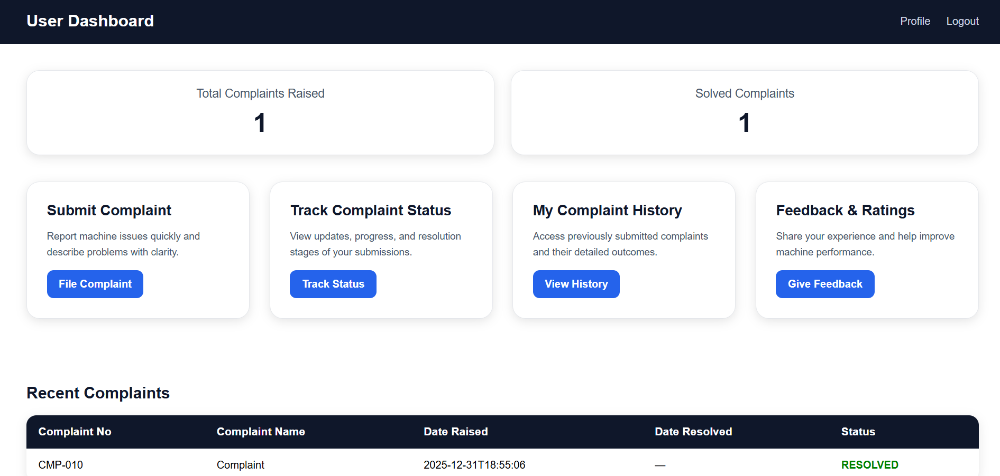 User Dashboard
Profile Logout
Total Complaints Raised
1
Solved Complaints
1
Submit Complaint
Report machine issues quickly and
describe problems with clarity.
File Complaint
Track Complaint Status
View updates, progress, and resolution
stages of your submissions.
Track Status
My Complaint History
Access previously submitted complaints
and their detailed outcomes.
View History
Feedback & Ratings
Share your experience and help improve
machine performance.
Give Feedback
Recent Complaints
Complaint No Complaint Name Date Raised Date Resolved Status
CMP-010 Complaint 2025-12-31T18:55:06 — RESOLVED